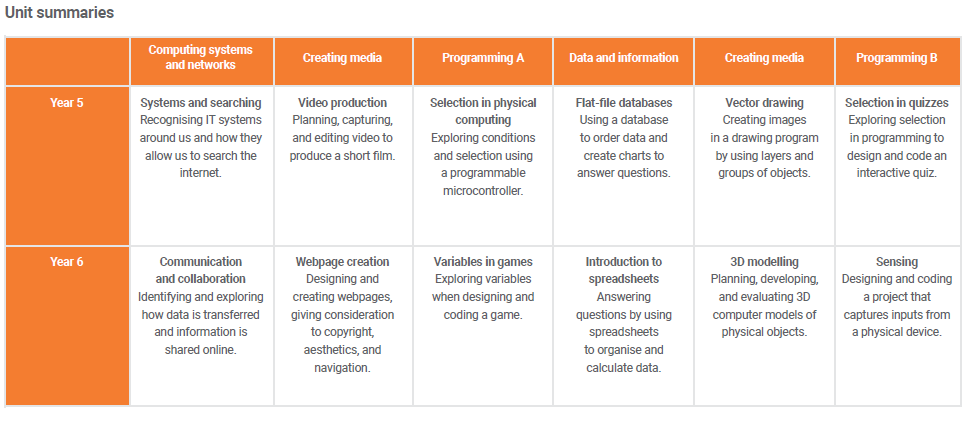 Unit summaries
Computing systems
and networks
Creating media
Programming A
Data and information
Creating media
Programming B
Year 5
Systems and searching
Recognising IT systems
around us and how they
allow us to search the
internet.
Video production
Planning, capturing,
and editing video to
produce a short film.
Selection in physical
computing
Exploring conditions
and selection using
a programmable
microcontroller.
Flat-file databases
Using a database
to order data and
create charts to
answer questions.
Vector drawing
Creating images
in a drawing program
by using layers and
groups of objects.
Selection in quizzes
Exploring selection
in programming to
design and code an
interactive quiz.
Year 6
Communication
and collaboration
Identifying and exploring
how data is transferred
and information is
shared online.
Webpage creation
Designing and
creating webpages,
giving consideration
to copyright,
aesthetics, and
navigation.
Variables in games
Exploring variables
when designing and
coding a game.
Introduction to
spreadsheets
Answering
questions by using
spreadsheets
to organise and
calculate data.
3D modelling
Planning, developing,
and evaluating 3D
computer models of
physical objects.
Sensing
Designing and coding
a project that
captures inputs from
a physical device.